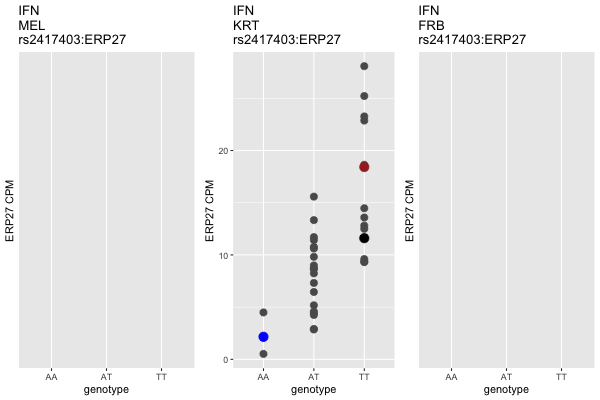 IFN
MEL
rs2417403:ERP27
ERP27 CPM
AA AT TT
genotype
IFN
KRT
rs2417403:ERP27
ERP27 CPM
20
10
0
AA AT TT
genotype
IFN
FRB
rs2417403:ERP27
ERP27 CPM
AA AT TT
genotype